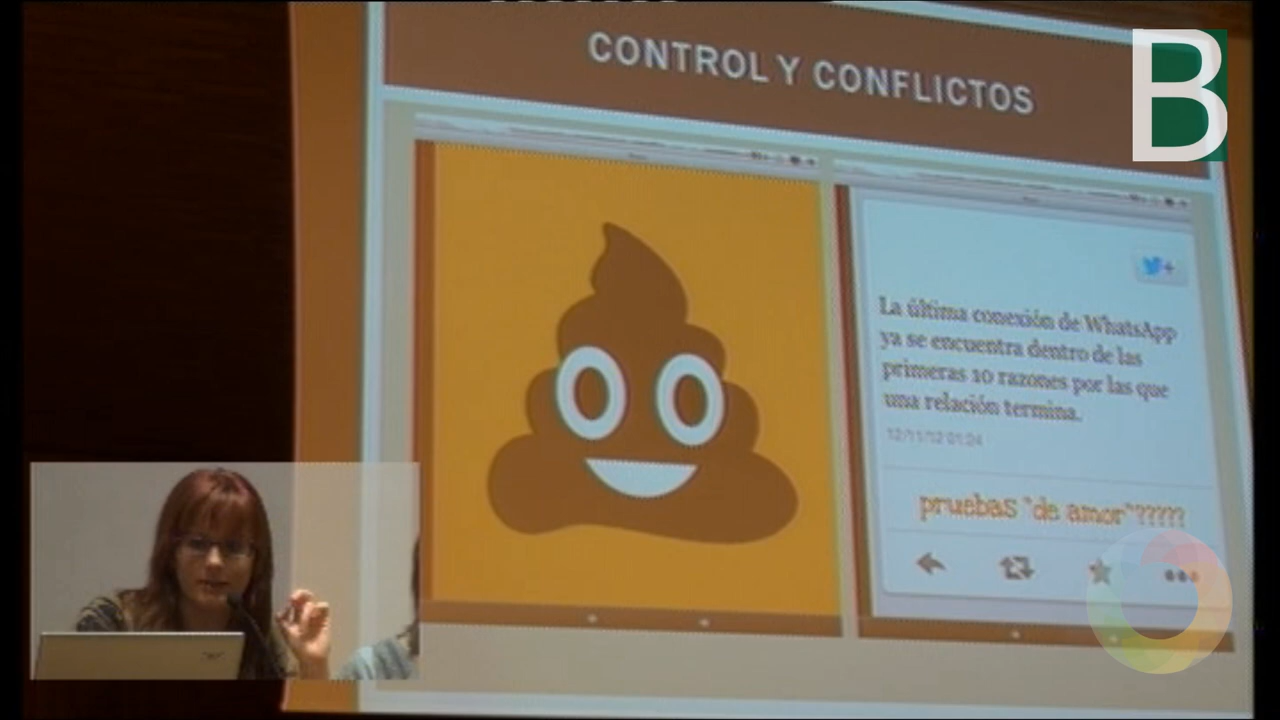 CONTROL Y CONFLICTOS
B
La última conexión de WhatsApp
ya se encuentra dentro de las
primeras 10 razones por las que
una relación termina.
12/11/12 01:24
pruebas "de amor"?????